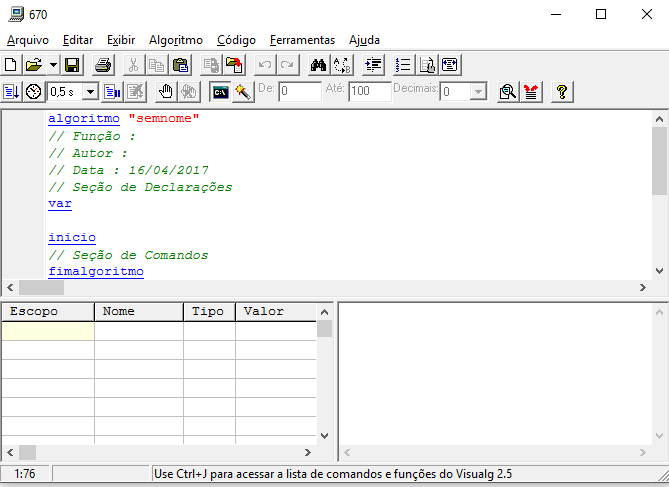 670
Arquivo Editar Exibir Algoritmo Código Ferramentas Ajuda
0,5 s De: 0 Até: 100 Decimais: 0
algoritmo "semnome"
// Função :
// Autor :
// Data : 16/04/2017
// Seção de Declarações
var
inicio
// Seção de Comandos
fimalgoritmo
Escopo Nome Tipo Valor
1:76 Use Ctrl+J para acessar a lista de comandos e funções do Visualg 2.5